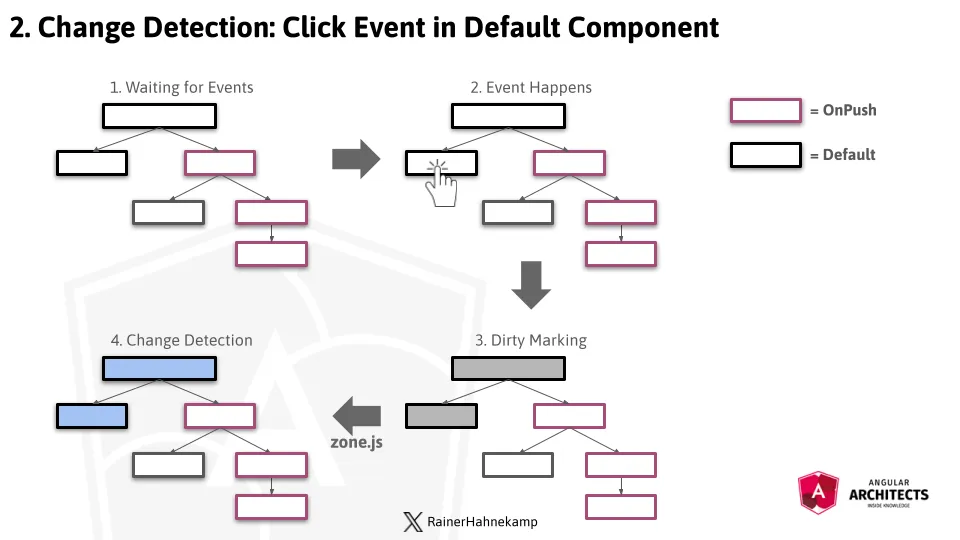 2. Change Detection: Click Event in Default Component
1. Waiting for Events
2. Event Happens
= OnPush
= Default
4. Change Detection
3. Dirty Marking
zone.js
RainerHahnekamp
ANGULAR
ARCHITECTS
INSIDE KNOWLEDGE
A